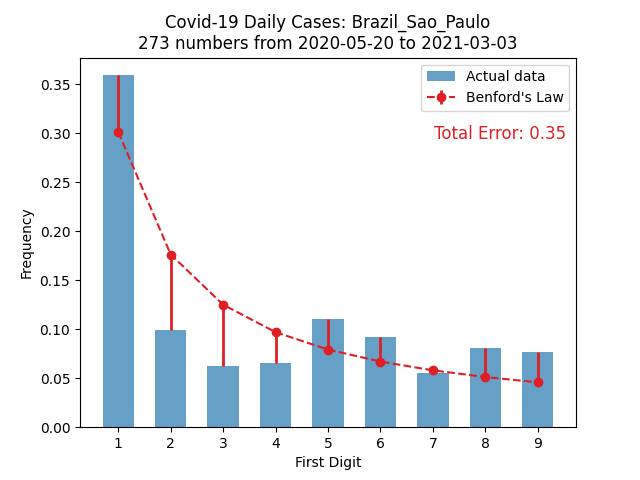 Covid-19 Daily Cases: Brazil_Sao_Paulo
273 numbers from 2020-05-20 to 2021-03-03
Actual data
Benford's Law
Total Error: 0.35
Frequency
0.35
0.30
0.25
0.20
0.15
0.10
0.05
0.00
1 2 3 4 5 6 7 8 9
First Digit